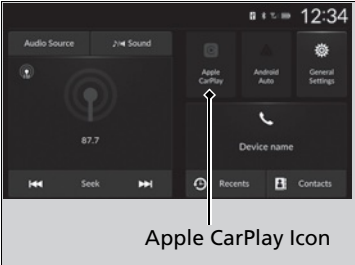 12:34
Audio Source
Sound
Apple
CarPlay
Android
Auto
General
Settings
87.7
Device name
Seek
Recents
Contacts
Apple CarPlay Icon